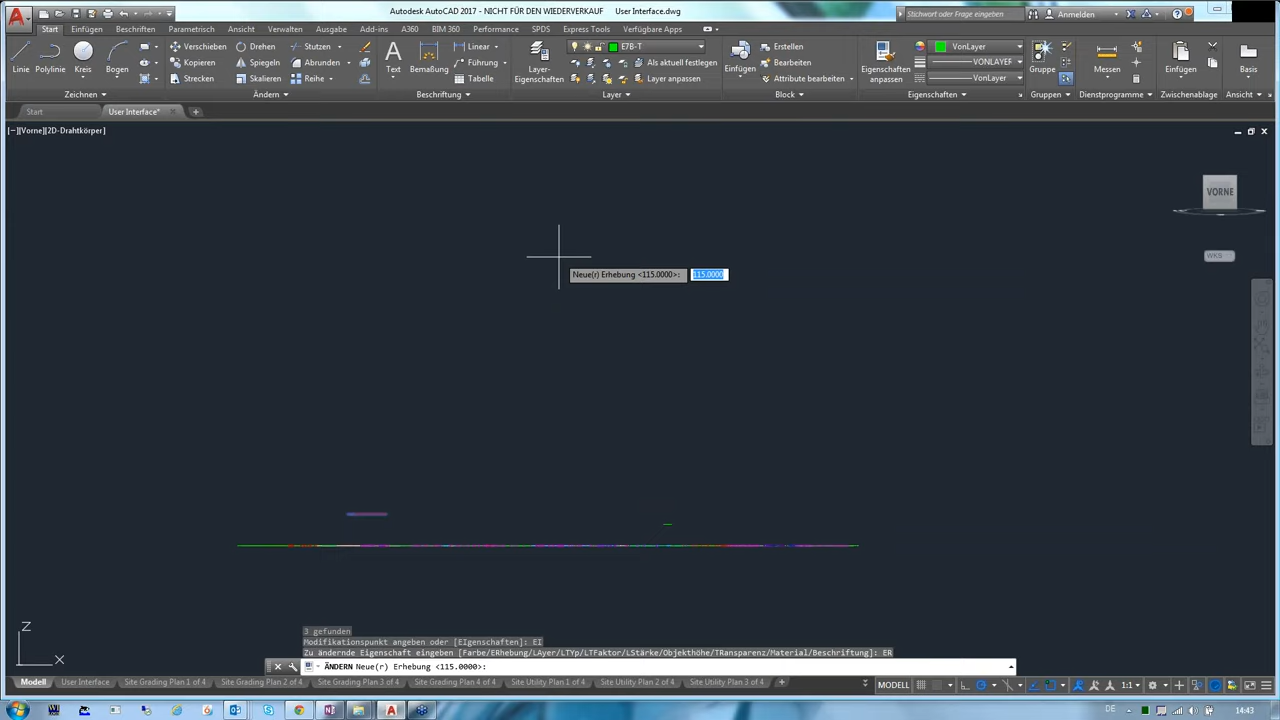 Autodesk AutoCAD 2017 - NICHT FÜR DEN WIEDERVERKAUF User Interface.dwg
Stichwort oder Frage eingeben
Anmelden
Start Einfügen Beschriften Parametrisch Ansicht Verwalten Ausgabe Add-ins A360 BIM 360 Performance SPDS Express Tools Verfügbare Apps
Linie Polylinie Kreis Bogen
Verschieben Drehen Stutzen
Kopieren Spiegeln Abrunden
Strecken Skalieren Reihe
Text Bemaßung
Linear
Führung
Tabelle
Layer-Eigenschaften
E7B-T
Als aktuell festlegen
Layer anpassen
Einfügen
Erstellen
Bearbeiten
Attribute bearbeiten
Eigenschaften anpassen
VonLayer
VONLAYEF
VonLayer
Gruppe
Messen
Einfügen
Basis
Zeichnen Ändern Beschriftung Layer Block Eigenschaften Gruppen Dienstprogramme Zwischenablage Ansicht
Start User Interface*
[−][Vorne][2D-Drahtkörper]
VORNE
WKS
Neue(r) Erhebung <115.0000>: 115.0000
Z
X
3 gefunden
Modifikationspunkt angeben oder [EIgenschaften]: EI
Zu ändernde Eigenschaft eingeben [Farbe/ERhebung/LAyer/LTYp/LTFaktor/LStärke/Objekthöhe/TRansparenz/Material/Beschriftung]: ER
ÄNDERN Neue(r) Erhebung <115.0000>:
Modell User Interface Site Grading Plan 1 of 4 Site Grading Plan 2 of 4 Site Grading Plan 3 of 4 Site Grading Plan 4 of 4 Site Utility Plan 1 of 4 Site Utility Plan 2 of 4 Site Utility Plan 3 of 4
MODELL
1:1
DE
14:43